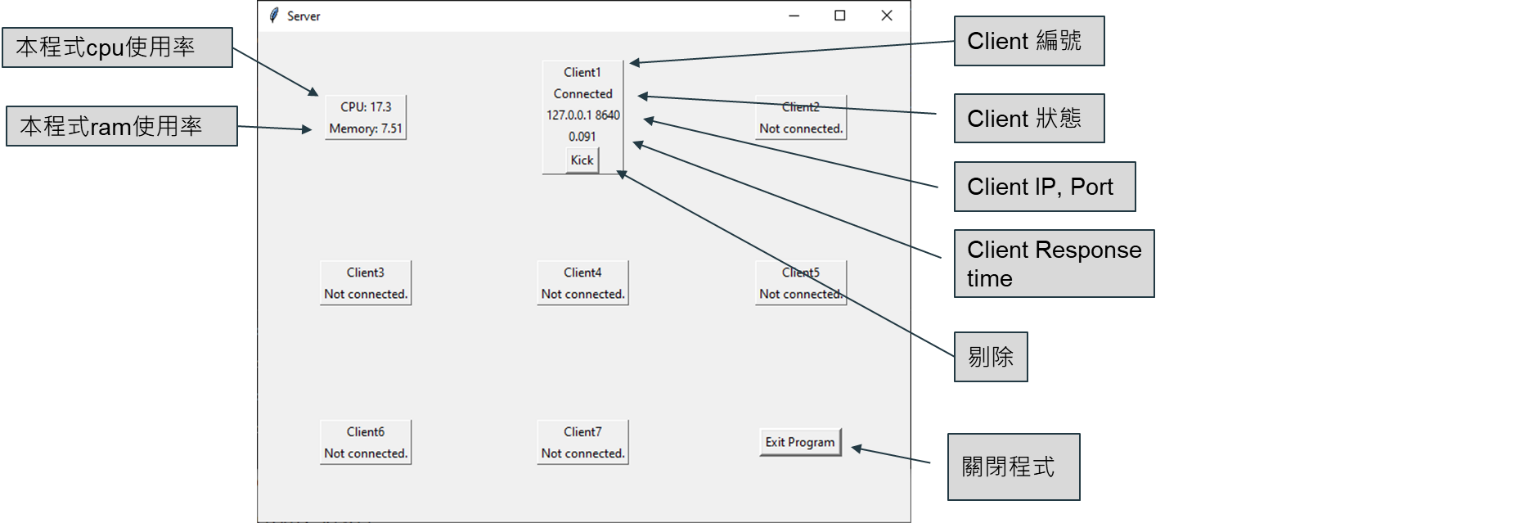 Server
本程式cpu使用率
本程式ram使用率
CPU: 17.3
Memory: 7.51
Client1
Connected
127.0.0.1 8640
0.091
Kick
Client2
Not connected.
Client3
Not connected.
Client4
Not connected.
Client5
Not connected.
Client6
Not connected.
Client7
Not connected.
Exit Program
Client 編號
Client 狀態
Client IP, Port
Client Response
time
剔除
關閉程式